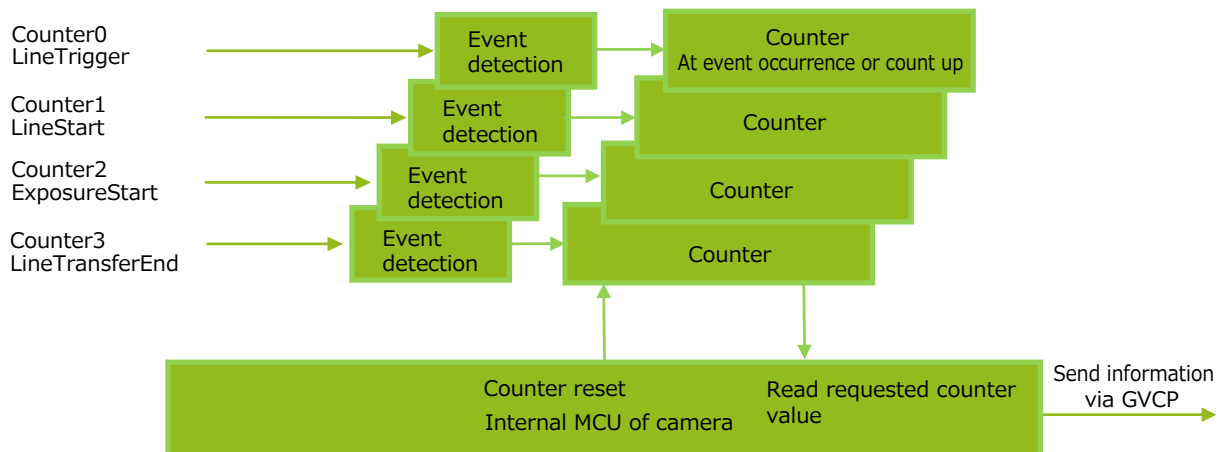 Counter0
LineTrigger
Event
detection
Counter
At event occurrence or count up
Counter1
LineStart
Event
detection
Counter
Counter2
ExposureStart
Event
detection
Counter
Counter3
LineTransferEnd
Event
detection
Counter
Counter reset
Internal MCU of camera
Read requested counter
value
Send information
via GVCP